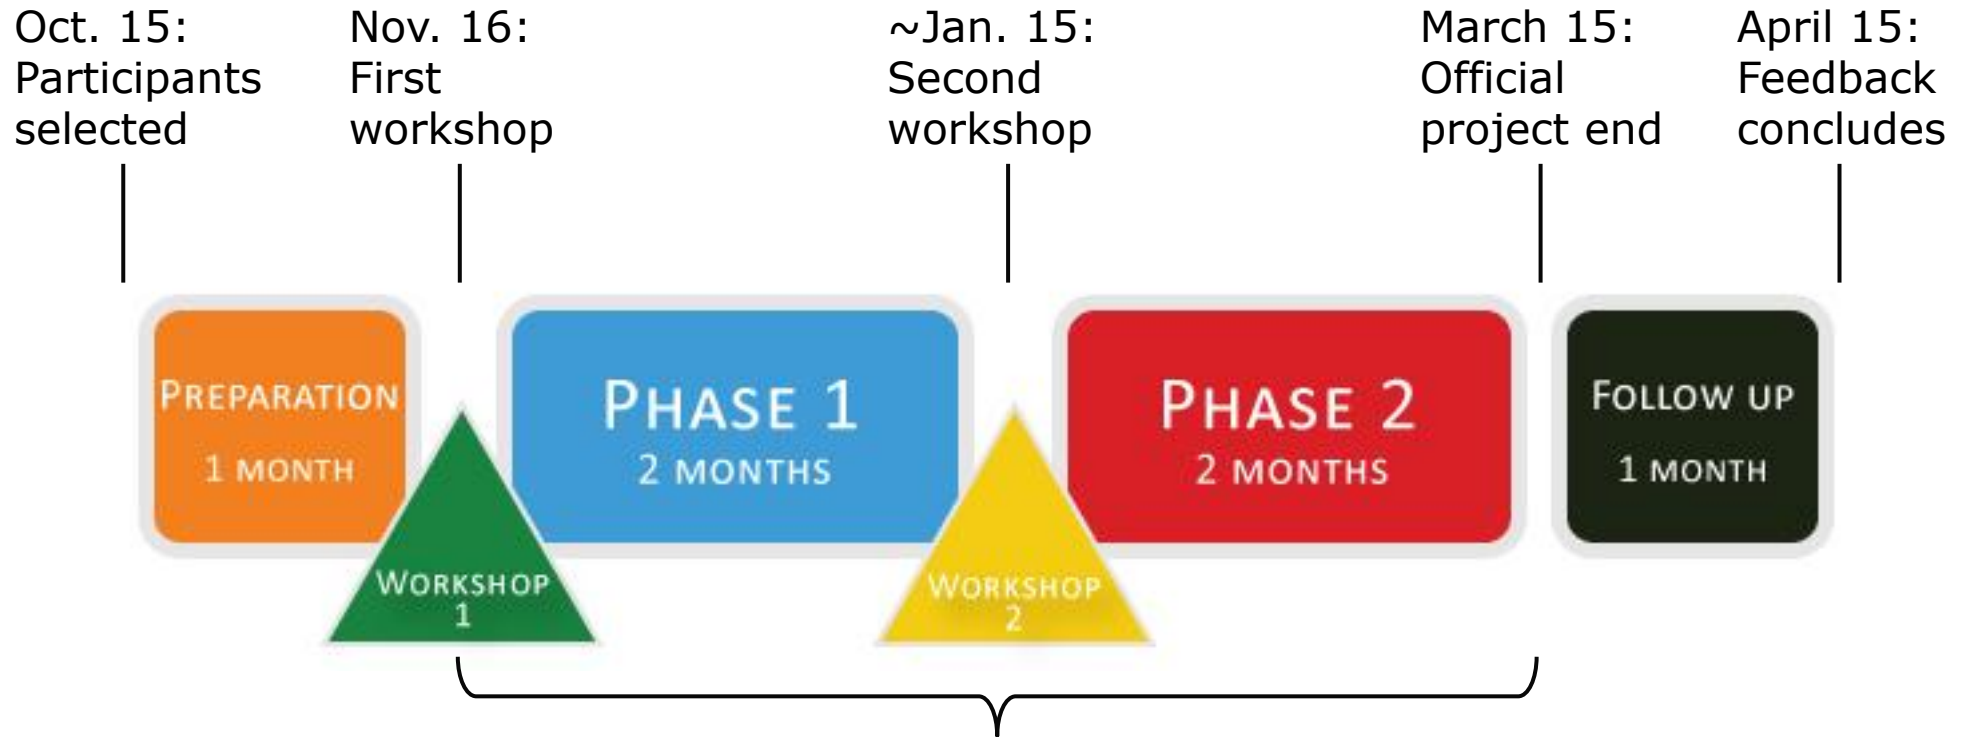 Oct. 15:
Participants
selected
Nov. 16:
First
workshop
~Jan. 15:
Second
workshop
March 15:
Official
project end
April 15:
Feedback
concludes
PREPARATION
1 MONTH
WORKSHOP
1
PHASE 1
2 MONTHS
WORKSHOP
2
PHASE 2
2 MONTHS
FOLLOW UP
1 MONTH